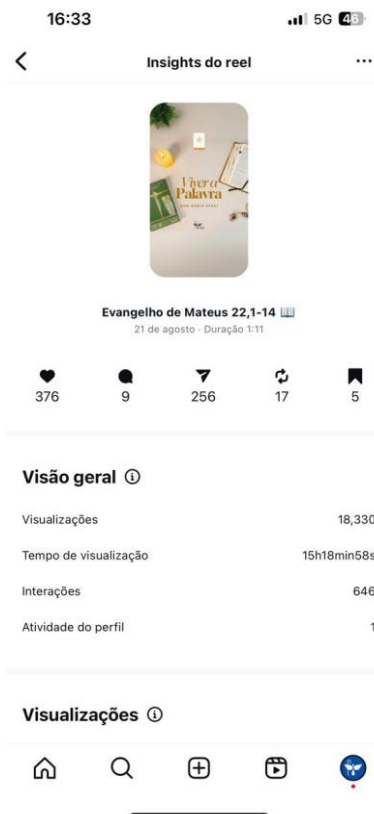 16:33
5G 46
Insights do reel
Viver a
Palavra
Evangelho de Mateus 22,1-14
21 de agosto · Duração 1:11
376 9 256 17 5
Visão geral
Visualizações 18,330
Tempo de visualização 15h18min58s
Interações 646
Atividade do perfil 1
Visualizações